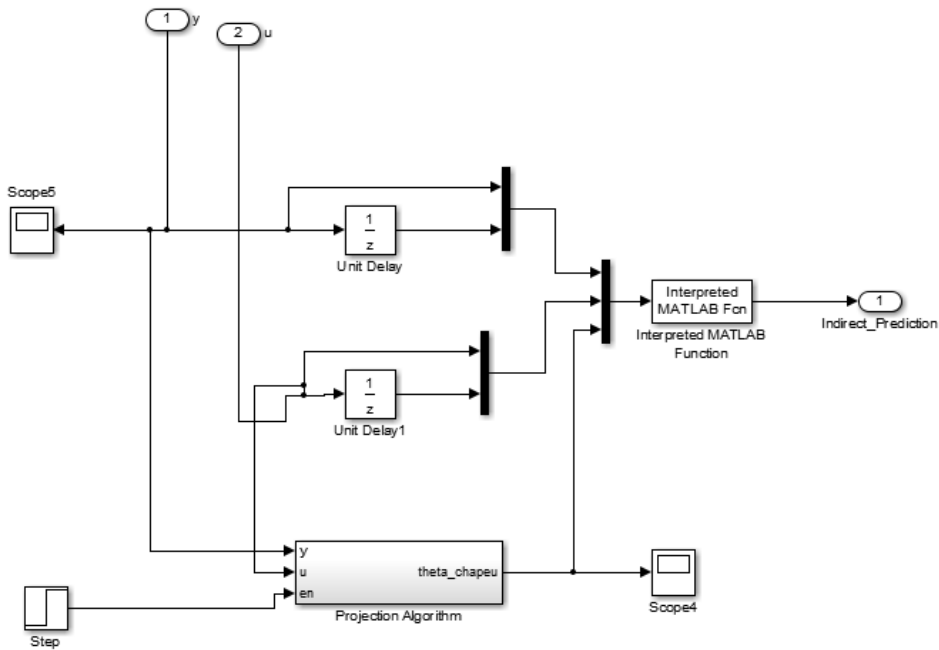 1
y
2
u
Scope5
1
z
Unit Delay
Interpreted
MATLAB Fcn
Interpreted MATLAB
Function
1
Indirect_Prediction
1
z
Unit Delay1
y
u
en
theta_chapeu
Projection Algorithm
Step
Scope4